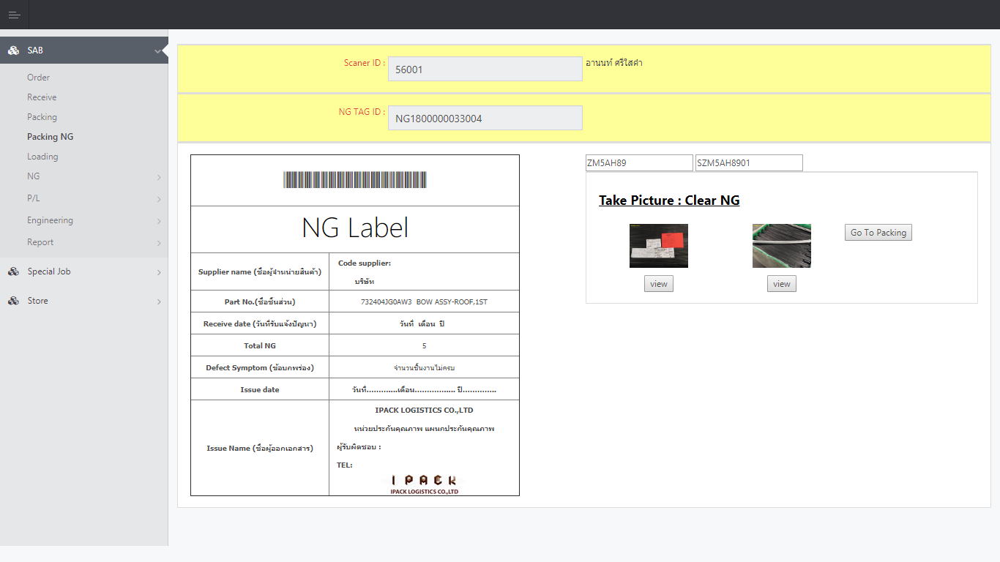 SAB
Order
Receive
Packing
Packing NG
Loading
NG
P/L
Engineering
Report
Special Job
Store
Scaner ID : 56001 อานนท์ ศรีใสคำ
NG TAG ID : NG1800000033004
NG Label
Supplier name (ชื่อผู้จำหน่ายสินค้า)
Code supplier:
บริษัท
Part No.(ชื่อชิ้นส่วน) 732404JG0AW3 BOW ASSY-ROOF,1ST
Receive date (วันที่รับแจ้งปัญหา) วันที่ เดือน ปี
Total NG 5
Defect Symptom (ข้อบกพร่อง) จำนวนชิ้นงานไม่ครบ
Issue date วันที่.............เดือน................. ปี..............
Issue Name (ชื่อผู้ออกเอกสาร)
IPACK LOGISTICS CO.,LTD
หน่วยประกันคุณภาพ แผนกประกันคุณภาพ
ผู้รับผิดชอบ :
TEL:
IPACK
IPACK LOGISTICS CO.,LTD
ZM5AH89 SZM5AH8901
Take Picture : Clear NG
Go To Packing
view view